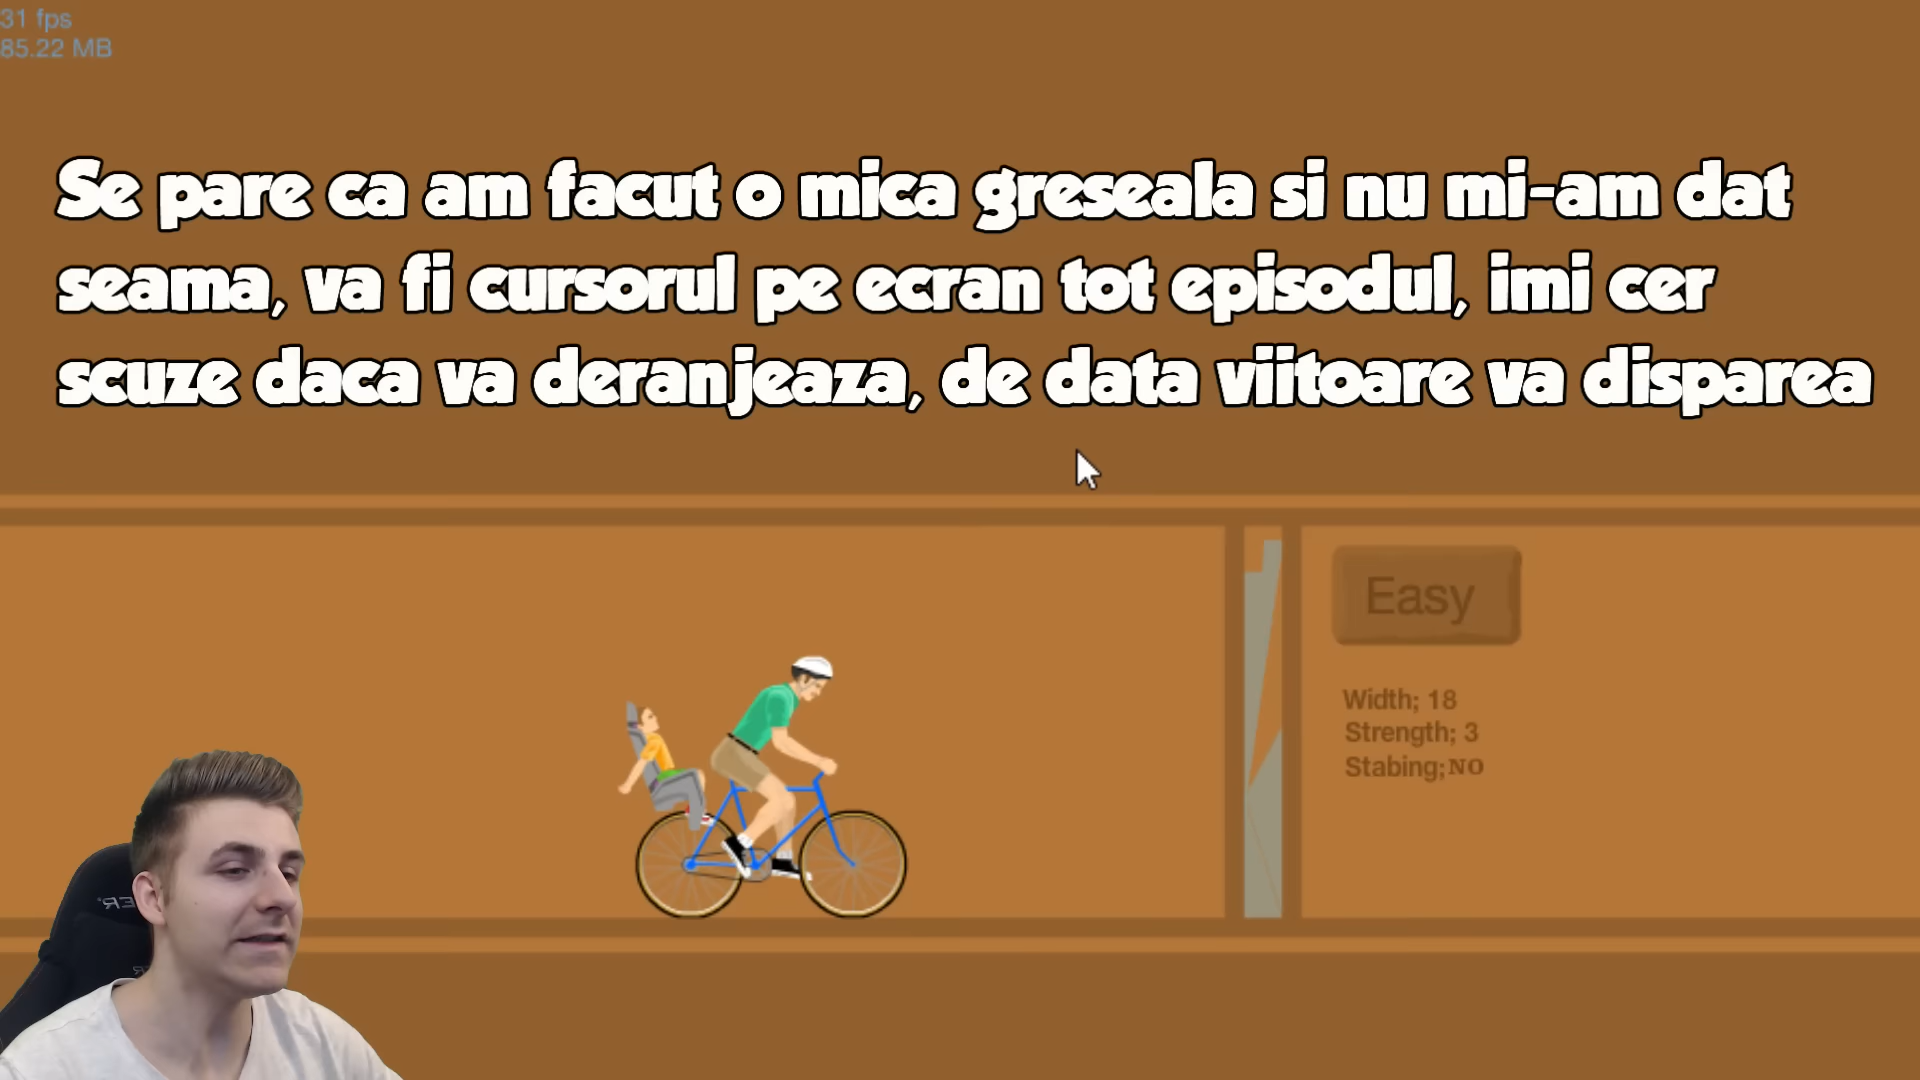 31 fps
85.22 MB
Se pare ca am facut o mica greseala si nu mi-am dat
seama, va fi cursorul pe ecran tot episodul, imi cer
scuze daca va deranjeaza, de data viitoare va disparea
Easy
Width; 18
Strength; 3
Stabing;NO